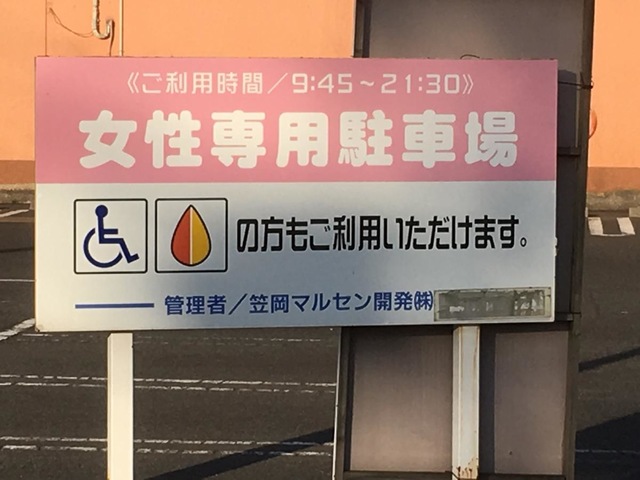 《ご利用時間／9:45～21:30》
女性専用駐車場
の方もご利用いただけます。
管理者／笠岡マルセン開発㈱